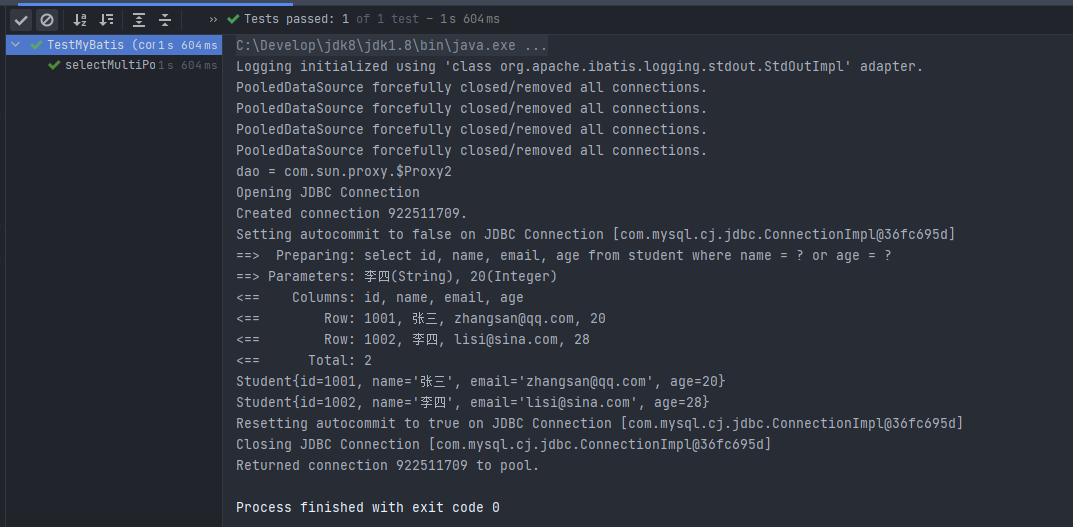 Tests passed: 1 of 1 test – 1 s 604 ms
TestMyBatis (cor 1 s 604 ms
selectMultiPo 1 s 604 ms
C:\Develop\jdk8\jdk1.8\bin\java.exe ...
Logging initialized using 'class org.apache.ibatis.logging.stdout.StdOutImpl' adapter.
PooledDataSource forcefully closed/removed all connections.
PooledDataSource forcefully closed/removed all connections.
PooledDataSource forcefully closed/removed all connections.
PooledDataSource forcefully closed/removed all connections.
dao = com.sun.proxy.$Proxy2
Opening JDBC Connection
Created connection 922511709.
Setting autocommit to false on JDBC Connection [com.mysql.cj.jdbc.ConnectionImpl@36fc695d]
==>  Preparing: select id, name, email, age from student where name = ? or age = ?
==> Parameters: 李四(String), 20(Integer)
<==    Columns: id, name, email, age
<==        Row: 1001, 张三, zhangsan@qq.com, 20
<==        Row: 1002, 李四, lisi@sina.com, 28
<==      Total: 2
Student{id=1001, name='张三', email='zhangsan@qq.com', age=20}
Student{id=1002, name='李四', email='lisi@sina.com', age=28}
Resetting autocommit to true on JDBC Connection [com.mysql.cj.jdbc.ConnectionImpl@36fc695d]
Closing JDBC Connection [com.mysql.cj.jdbc.ConnectionImpl@36fc695d]
Returned connection 922511709 to pool.
Process finished with exit code 0